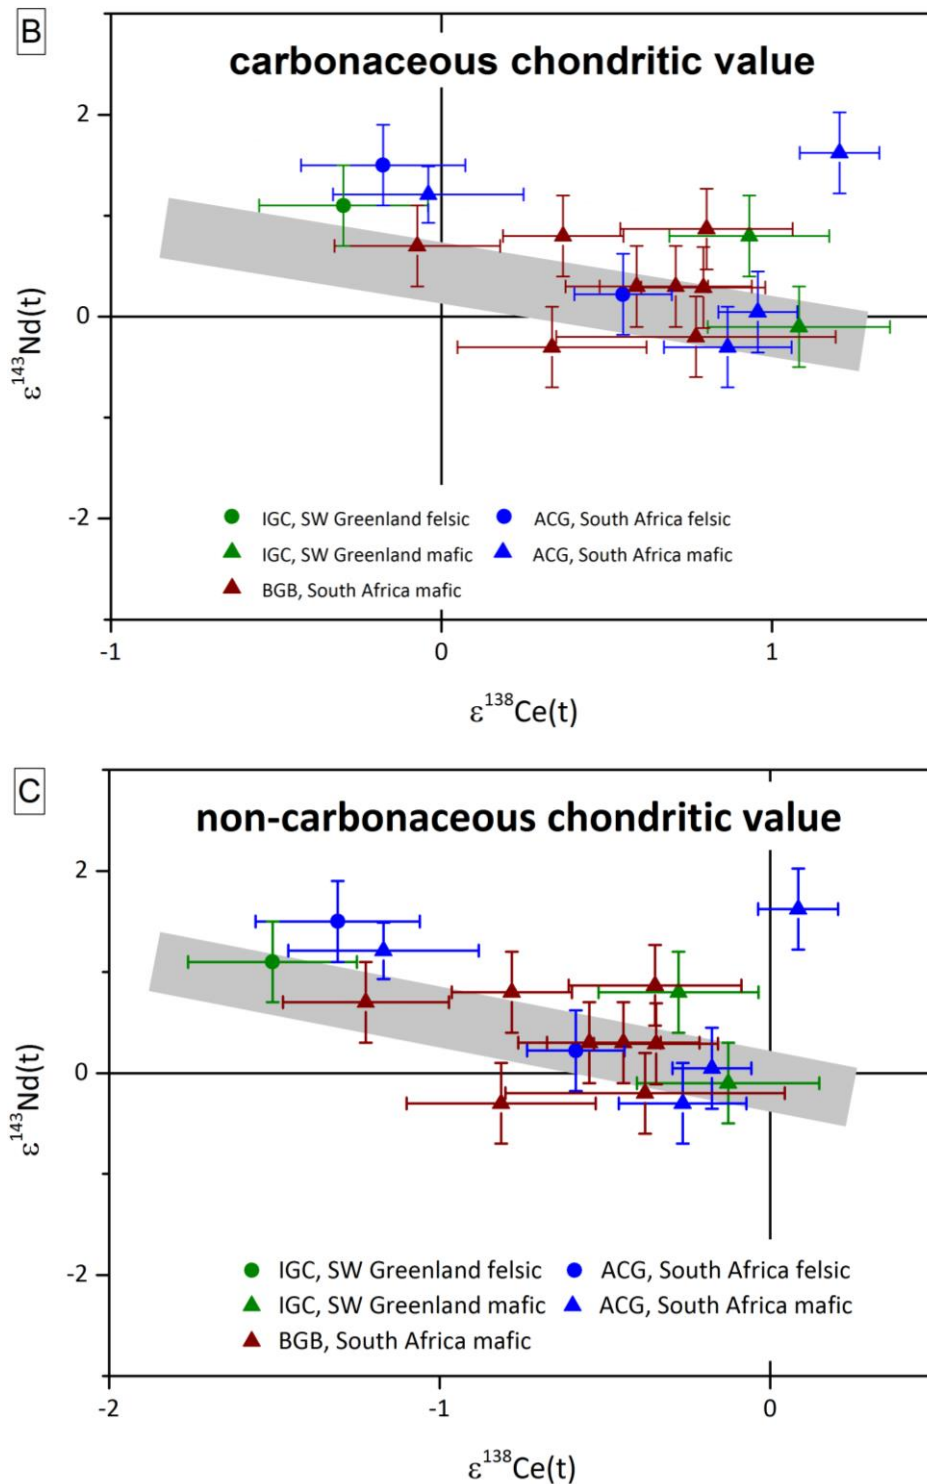 B
carbonaceous chondritic value
2
0
-2
ε¹⁴³Nd(t)
IGC, SW Greenland felsic
ACG, South Africa felsic
IGC, SW Greenland mafic
ACG, South Africa mafic
BGB, South Africa mafic
-1
0
1
ε¹³⁸Ce(t)
C
non-carbonaceous chondritic value
2
0
-2
ε¹⁴³Nd(t)
IGC, SW Greenland felsic
ACG, South Africa felsic
IGC, SW Greenland mafic
ACG, South Africa mafic
BGB, South Africa mafic
-1
0
ε¹³⁸Ce(t)